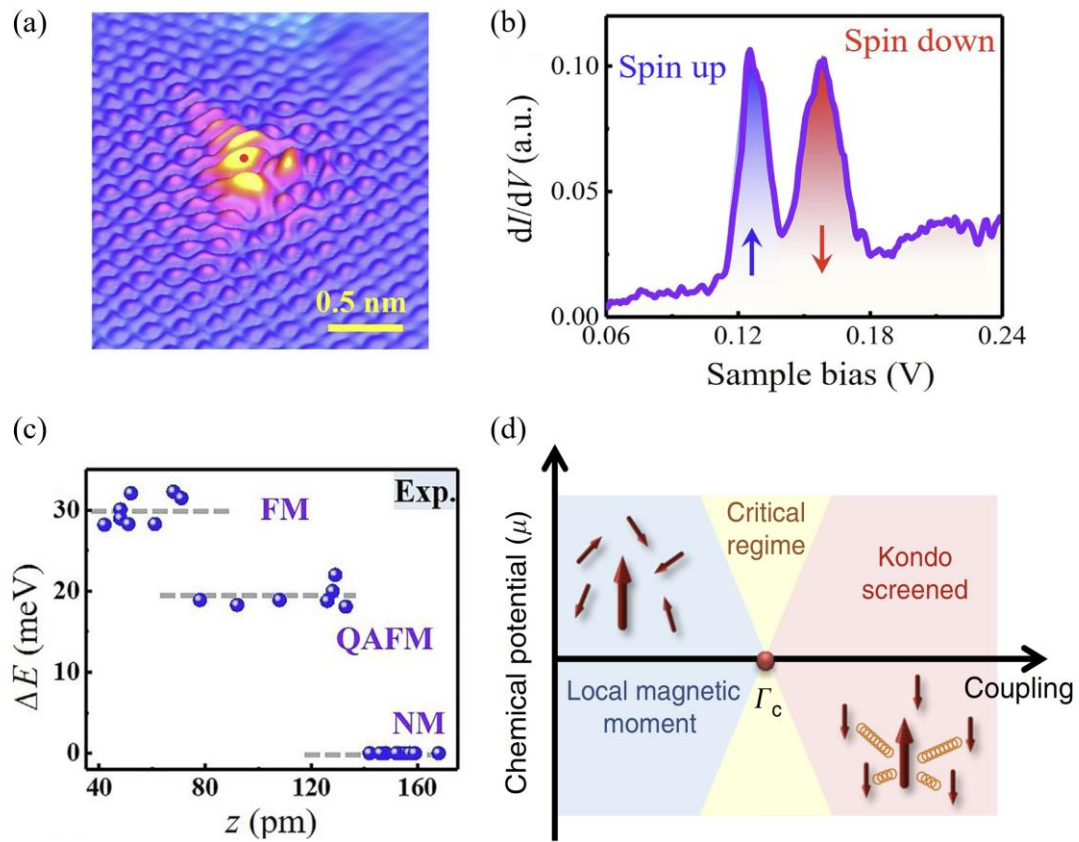 (a)
0.5 nm
(b)
dI/dV (a.u.)
0.10
0.05
0.00
Spin up
Spin down
0.06
0.12
0.18
0.24
Sample bias (V)
(c)
ΔE (meV)
30
20
10
0
Exp.
FM
QAFM
NM
40
80
120
160
z (pm)
(d)
Chemical potential (μ)
Critical
regime
Kondo
screened
Local magnetic
moment
Γc
Coupling